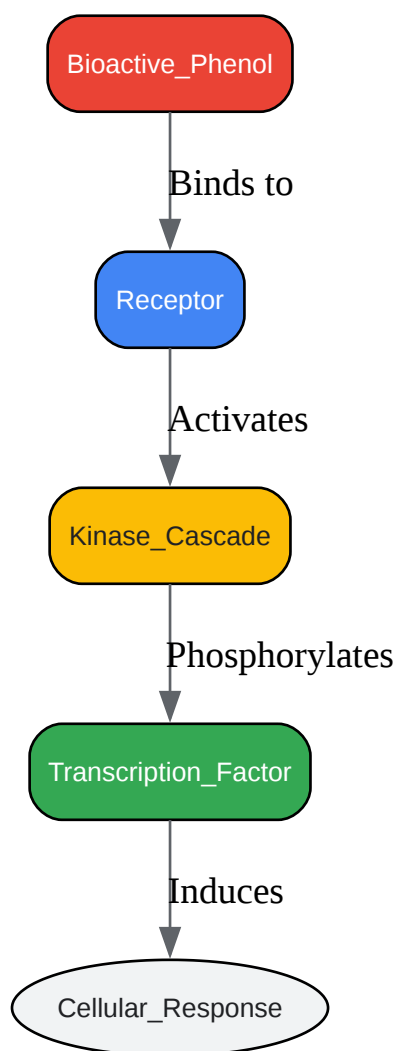 Bioactive_Phenol
Binds to
Receptor
Activates
Kinase_Cascade
Phosphorylates
Transcription_Factor
Induces
Cellular_Response